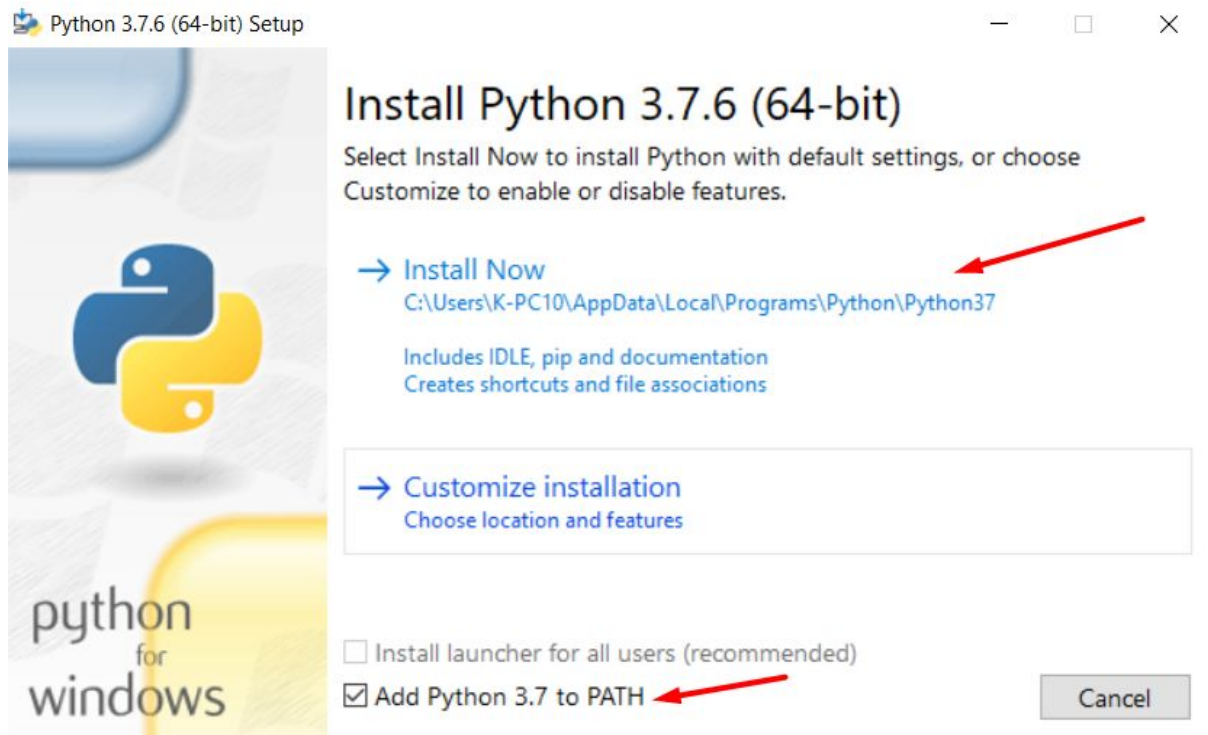 Python 3.7.6 (64-bit) Setup
Install Python 3.7.6 (64-bit)
Select Install Now to install Python with default settings, or choose
Customize to enable or disable features.
Install Now
C:\Users\K-PC10\AppData\Local\Programs\Python\Python37
Includes IDLE, pip and documentation
Creates shortcuts and file associations
Customize installation
Choose location and features
python
for
windows
Install launcher for all users (recommended)
Add Python 3.7 to PATH
Cancel